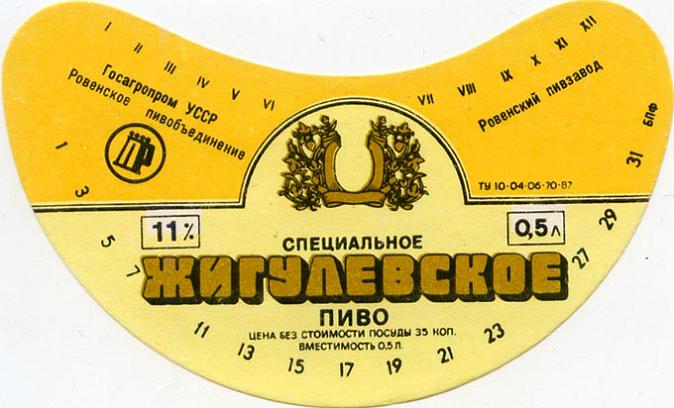 I II III IV V VI VII VIII IX X XI XII
Госагропром УССР
Ровенское пивобъединение
Ровенский пивзавод
БПФ
ТУ 10-04-06-70-87
11%
0,5 л
СПЕЦИАЛЬНОЕ
ЖИГУЛЕВСКОЕ
ПИВО
ЦЕНА БЕЗ СТОИМОСТИ ПОСУДЫ 35 КОП.
ВМЕСТИМОСТЬ 0,5 Л.
1 3 5 7 11 13 15 17 19 21 23 27 29 31